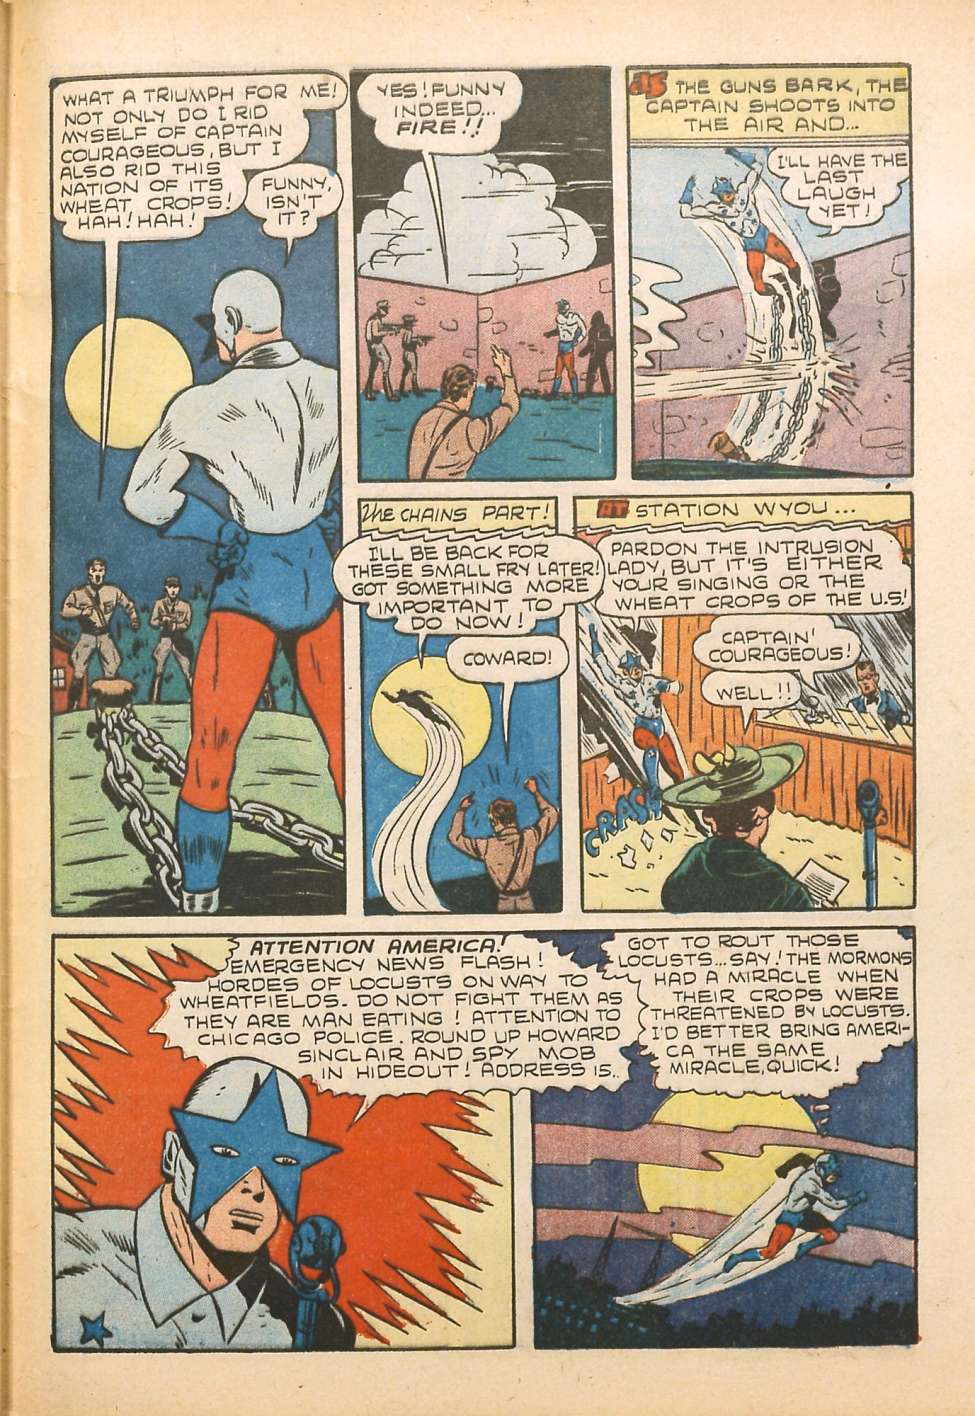 WHAT A TRIUMPH FOR ME!
NOT ONLY DO I RID
MYSELF OF CAPTAIN
COURAGEOUS, BUT I
ALSO RID THIS
NATION OF ITS
WHEAT CROPS!
HAH! HAH!
FUNNY,
ISN'T
IT?
YES! FUNNY
INDEED...
FIRE!!
AS THE GUNS BARK, THE
CAPTAIN SHOOTS INTO
THE AIR AND...
I'LL HAVE THE
LAST
LAUGH
YET!
THE CHAINS PART!
I'LL BE BACK FOR
THESE SMALL FRY LATER!
GOT SOMETHING MORE
IMPORTANT TO
DO NOW!
COWARD!
AT STATION WYOU...
PARDON THE INTRUSION
LADY, BUT IT'S EITHER
YOUR SINGING OR THE
WHEAT CROPS OF THE U.S!
CAPTAIN'
COURAGEOUS!
WELL!!
CRASH
ATTENTION AMERICA!
EMERGENCY NEWS FLASH!
HORDES OF LOCUSTS ON WAY TO
WHEATFIELDS. DO NOT FIGHT THEM AS
THEY ARE MAN EATING! ATTENTION TO
CHICAGO POLICE. ROUND UP HOWARD
SINCLAIR AND SPY MOB
IN HIDEOUT! ADDRESS IS..
GOT TO ROUT THOSE
LOCUSTS... SAY! THE MORMONS
HAD A MIRACLE WHEN
THEIR CROPS WERE
THREATENED BY LOCUSTS.
I'D BETTER BRING AMERI-
CA THE SAME
MIRACLE, QUICK!